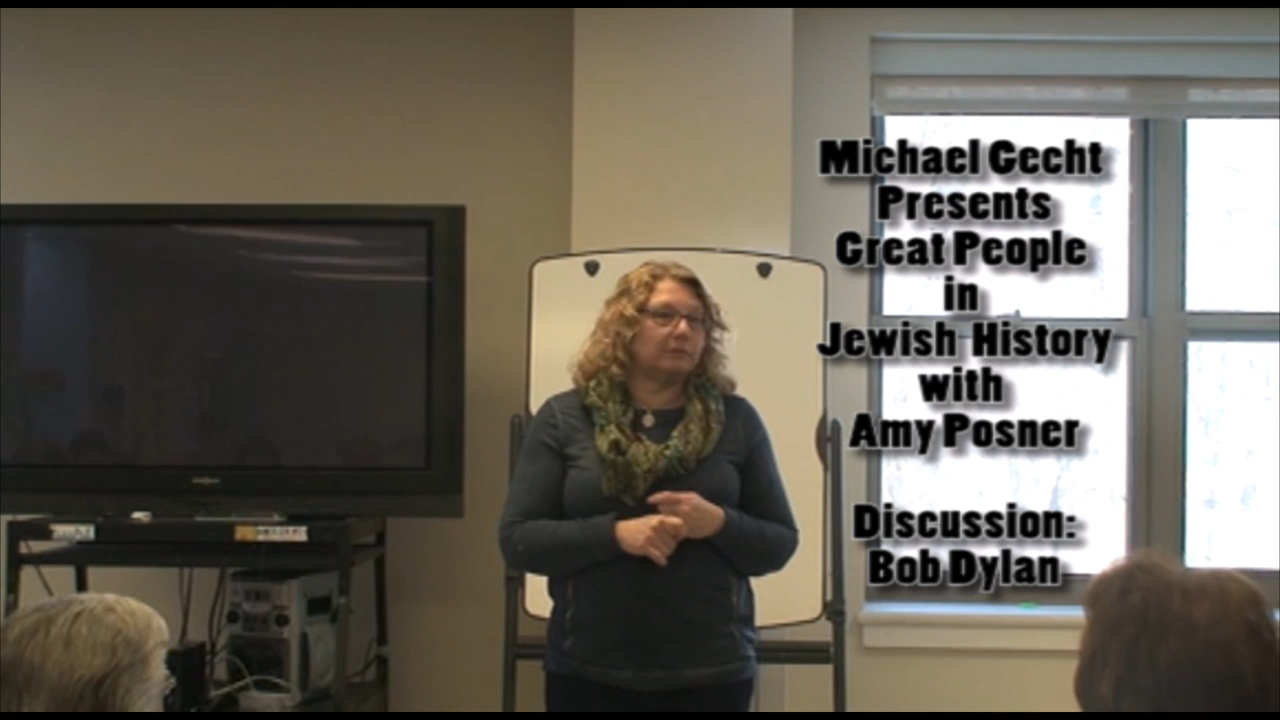 Michael Gecht
Presents
Great People
in
Jewish History
with
Amy Posner
Discussion:
Bob Dylan